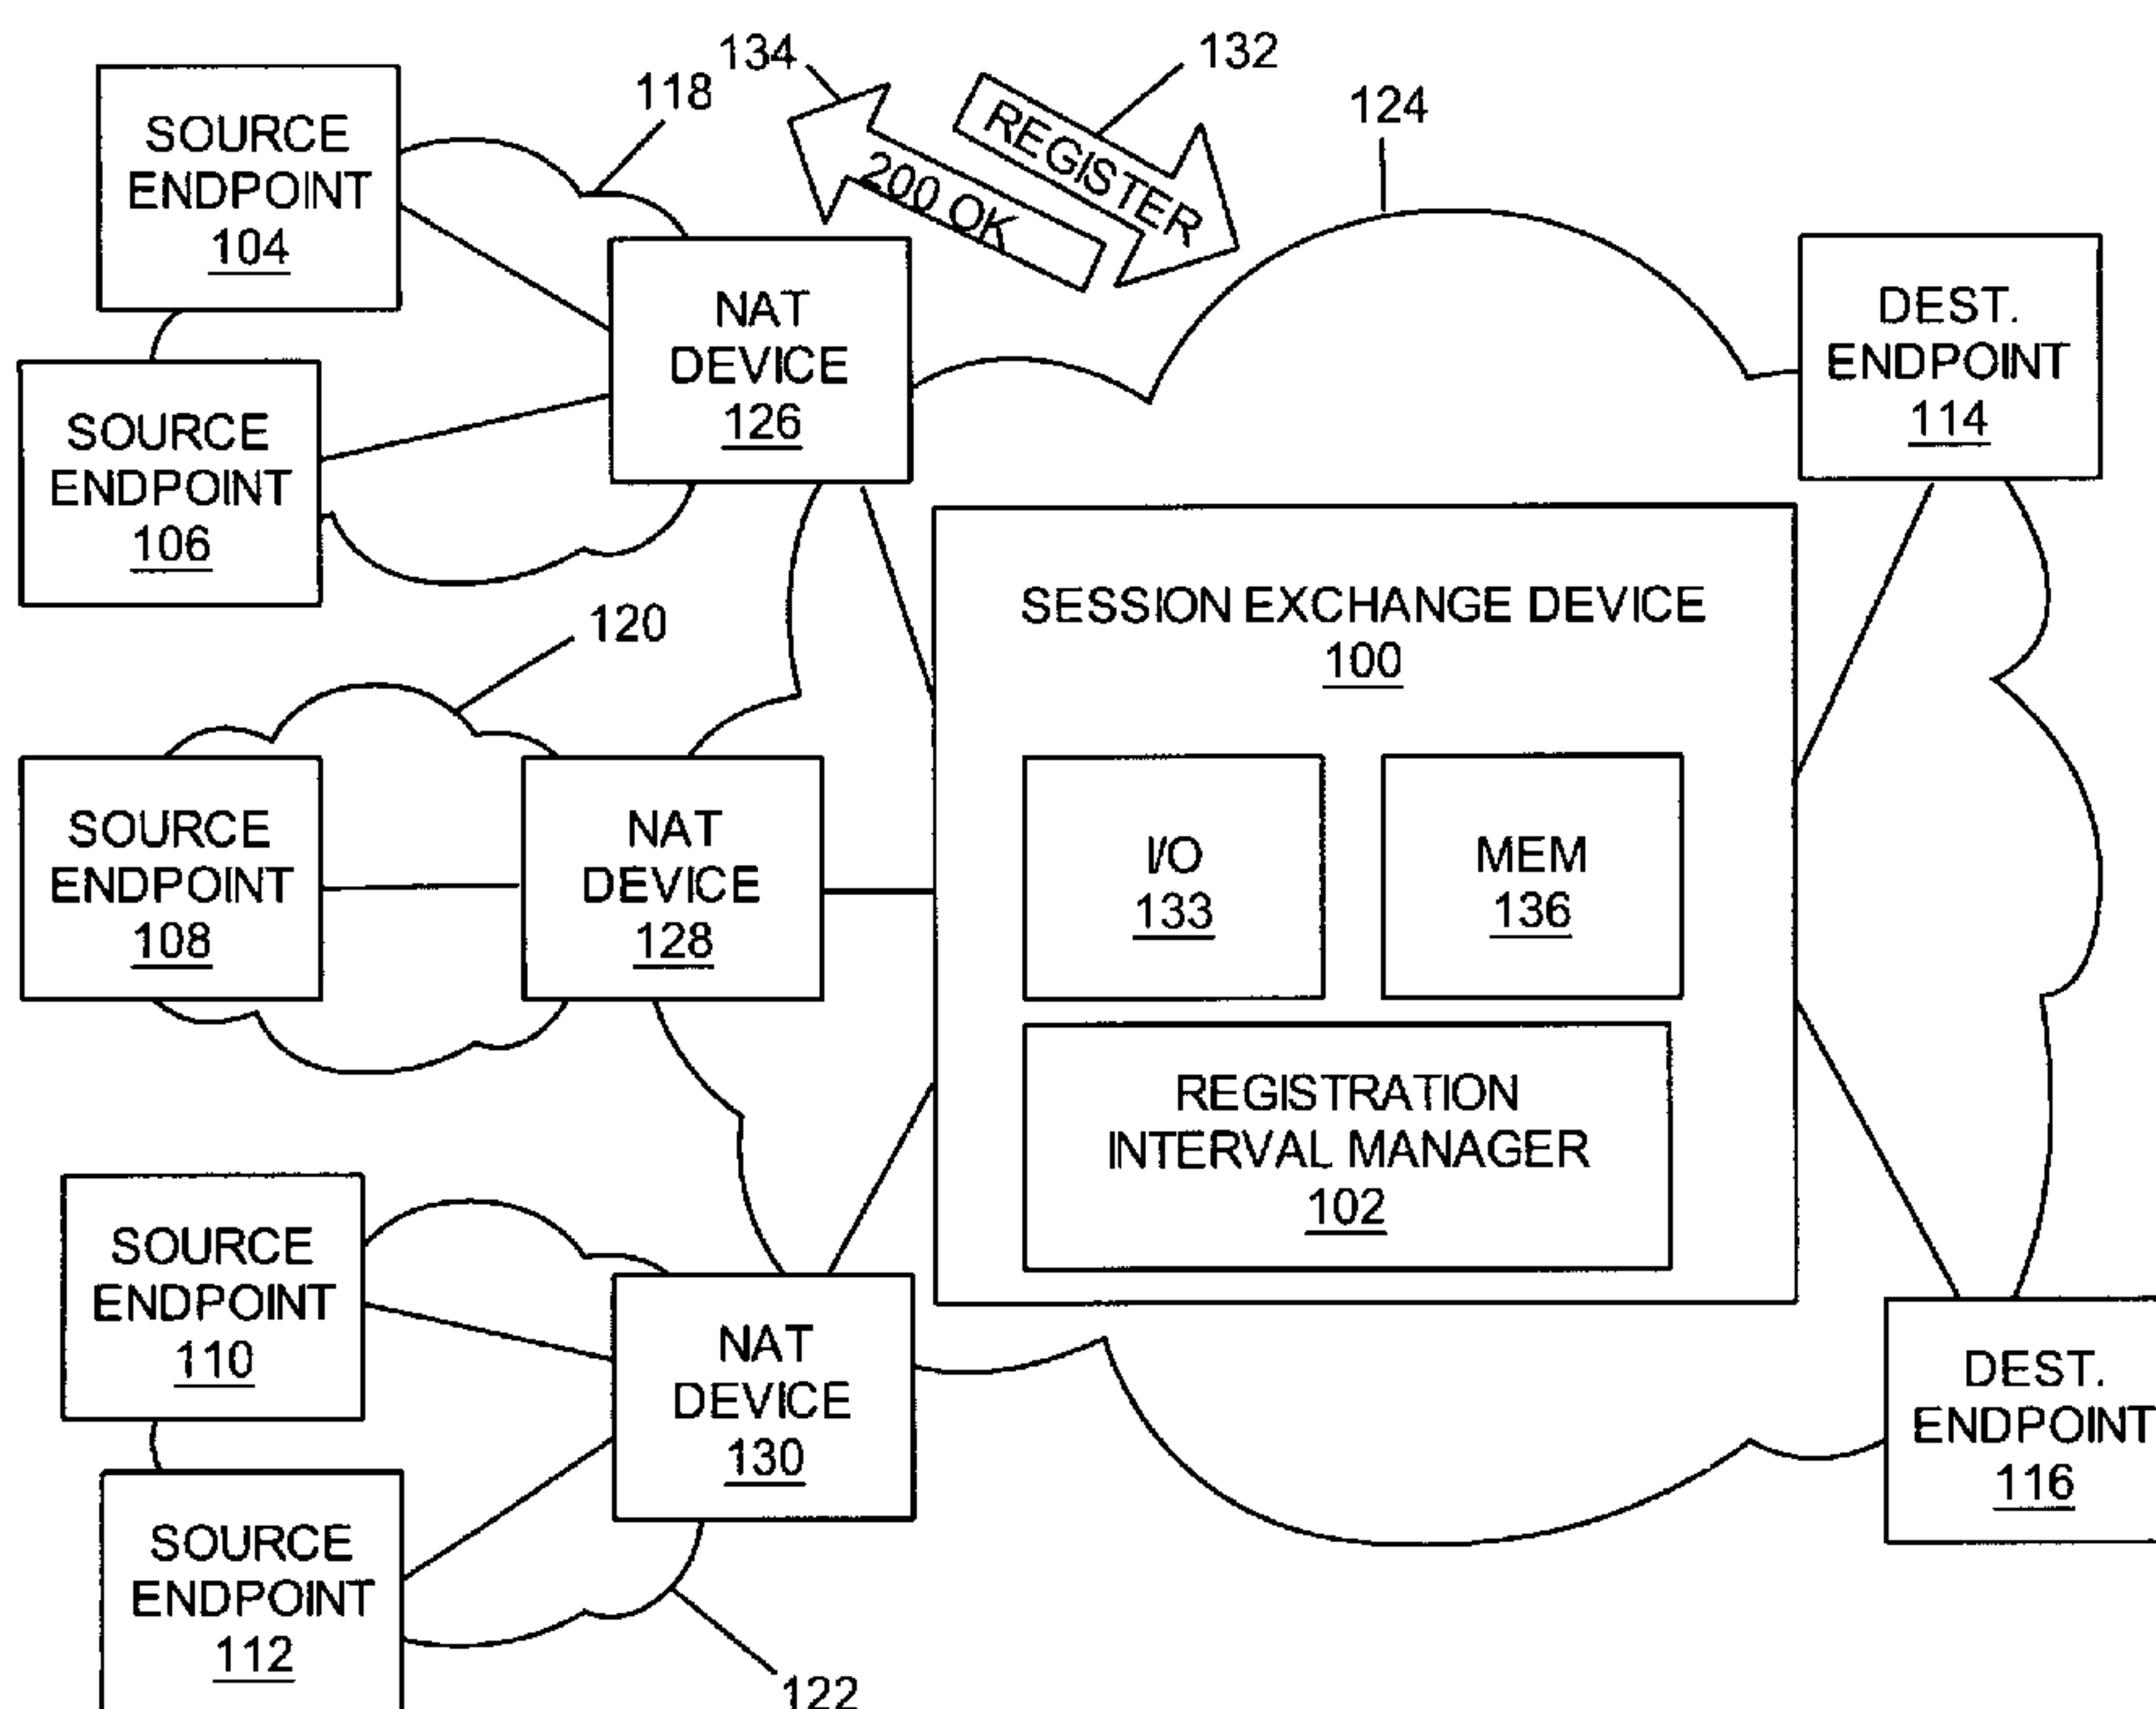 134
132
118
124
SOURCE
ENDPOINT
104
REGISTER
200 OK
NAT
DEVICE
126
DEST.
ENDPOINT
114
SOURCE
ENDPOINT
106
120
SESSION EXCHANGE DEVICE
100
SOURCE
ENDPOINT
108
NAT
DEVICE
128
I/O
133
MEM
136
REGISTRATION
INTERVAL MANAGER
102
SOURCE
ENDPOINT
110
NAT
DEVICE
130
DEST.
ENDPOINT
116
SOURCE
ENDPOINT
112
122